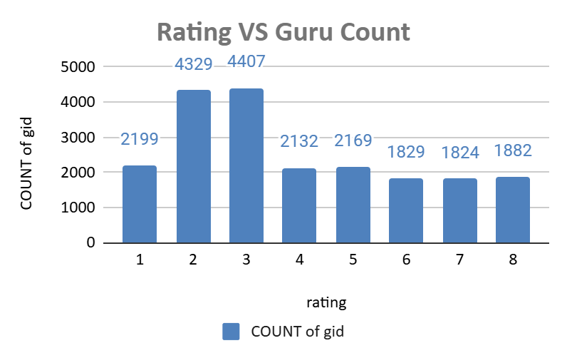 Rating VS Guru Count
5000
4000
3000
2000
1000
0
COUNT of gid
2199
4329
4407
2132
2169
1829
1824
1882
1 2 3 4 5 6 7 8
rating
COUNT of gid